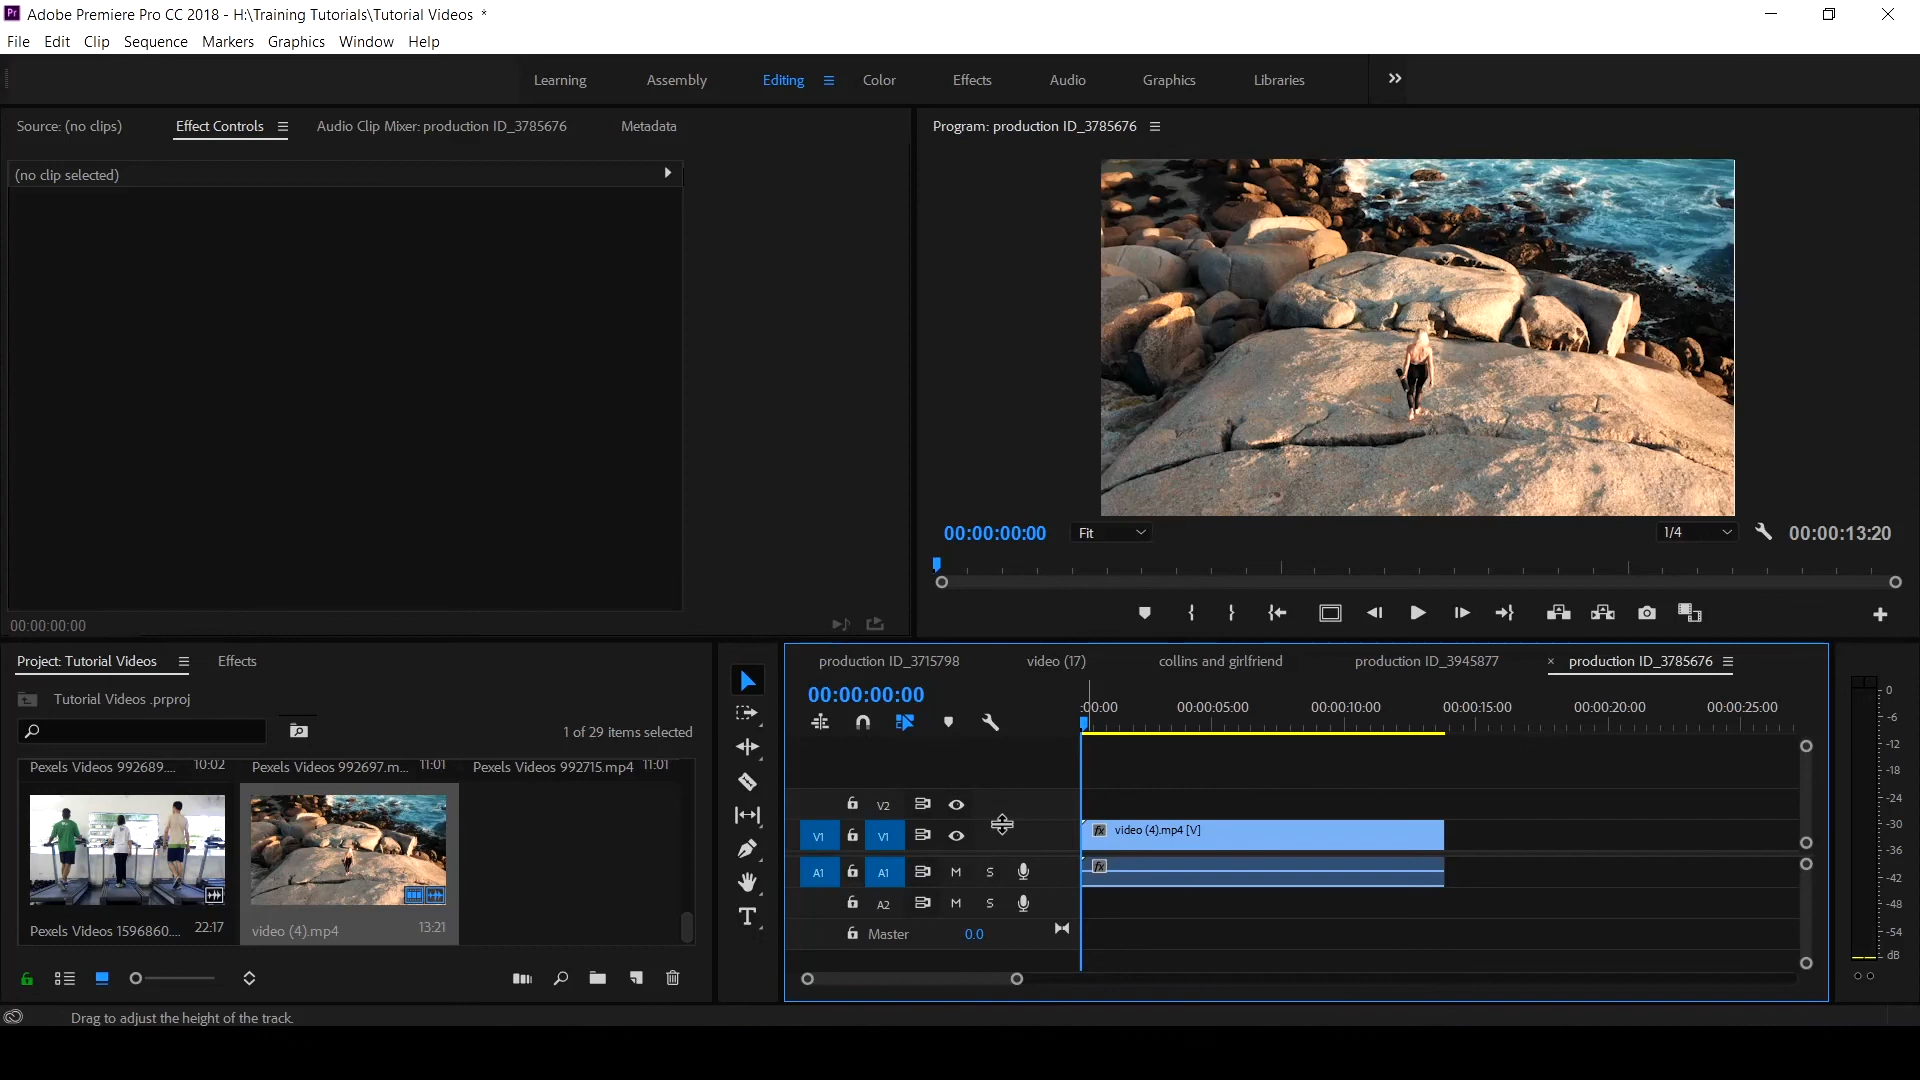 Pr Adobe Premiere Pro CC 2018 - H:\Training Tutorials\Tutorial Videos *
File Edit Clip Sequence Markers Graphics Window Help
Learning Assembly Editing Color Effects Audio Graphics Libraries
Source: (no clips) Effect Controls Audio Clip Mixer: production ID_3785676 Metadata
Program: production ID_3785676
(no clip selected)
00:00:00:00 Fit 1/4 00:00:13:20
00:00:00:00
Project: Tutorial Videos Effects
production ID_3715798 video (17) collins and girlfriend production ID_3945877 × production ID_3785676
Tutorial Videos .prproj
00:00:00:00
:00:00 00:00:05:00 00:00:10:00 00:00:15:00 00:00:20:00 00:00:25:00
1 of 29 items selected
Pexels Videos 992689.... 10:02 Pexels Videos 992697.m... 11:01 Pexels Videos 992715.mp4 11:01
V2
V1 V1 fx video (4).mp4 [V]
A1 A1 M S fx
A2 M S
Master 0.0
Pexels Videos 1596860.... 22:17 video (4).mp4 13:21
0
-6
-12
-18
-24
-30
-36
-42
-48
-54
dB
Drag to adjust the height of the track.